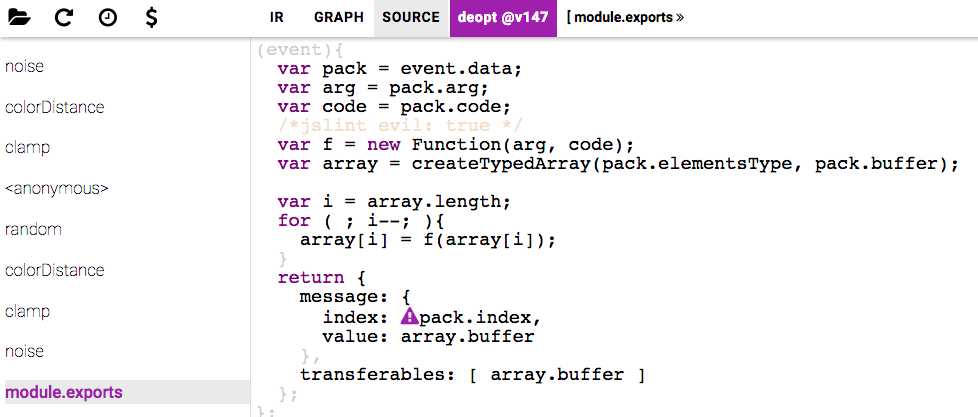 $ IR GRAPH SOURCE deopt @v147 [ module.exports »
noise
colorDistance
clamp
<anonymous>
random
colorDistance
clamp
noise
module.exports
(event){
  var pack = event.data;
  var arg = pack.arg;
  var code = pack.code;
  /*jslint evil: true */
  var f = new Function(arg, code);
  var array = createTypedArray(pack.elementsType, pack.buffer);
  var i = array.length;
  for ( ; i--; ){
    array[i] = f(array[i]);
  }
  return {
    message: {
      index: pack.index,
      value: array.buffer
    },
    transferables: [ array.buffer ]
  };
};